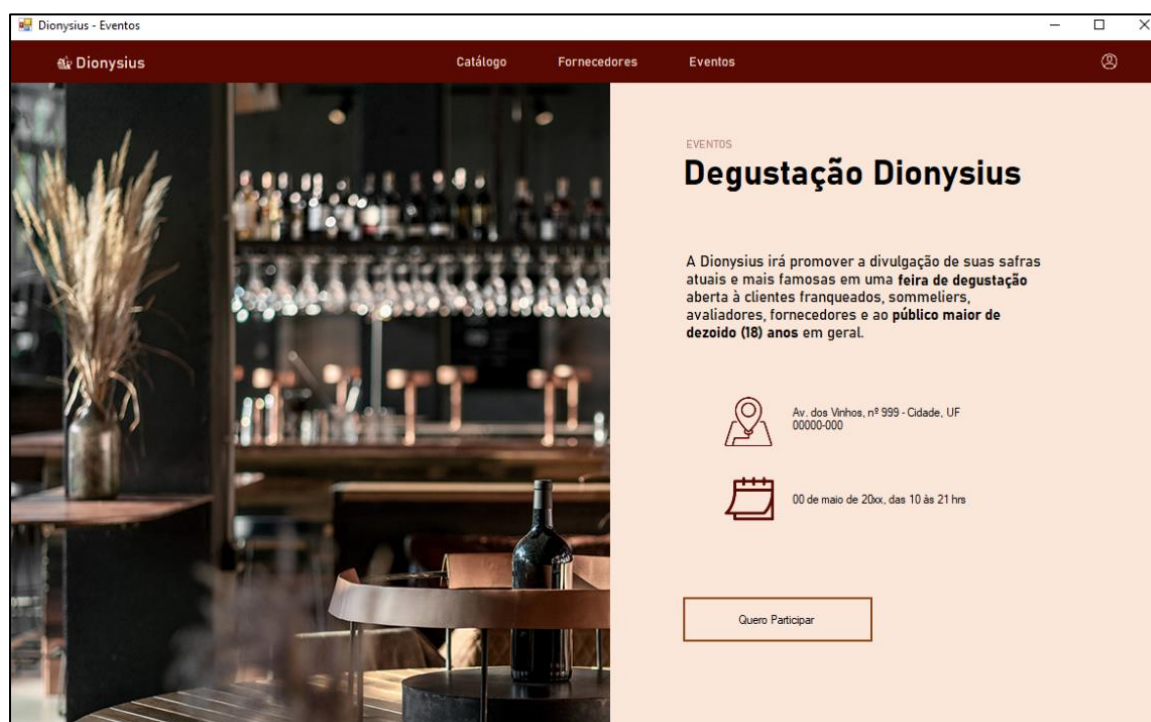 Dionysius - Eventos
Dionysius
Catálogo
Fornecedores
Eventos
EVENTOS
Degustação Dionysius
A Dionysius irá promover a divulgação de suas safras
atuais e mais famosas em uma feira de degustação
aberta à clientes franqueados, sommeliers,
avaliadores, fornecedores e ao público maior de
dezoido (18) anos em geral.
Av. dos Vinhos, nº 999 - Cidade, UF
00000-000
00 de maio de 20xx, das 10 às 21 hrs
Quero Participar